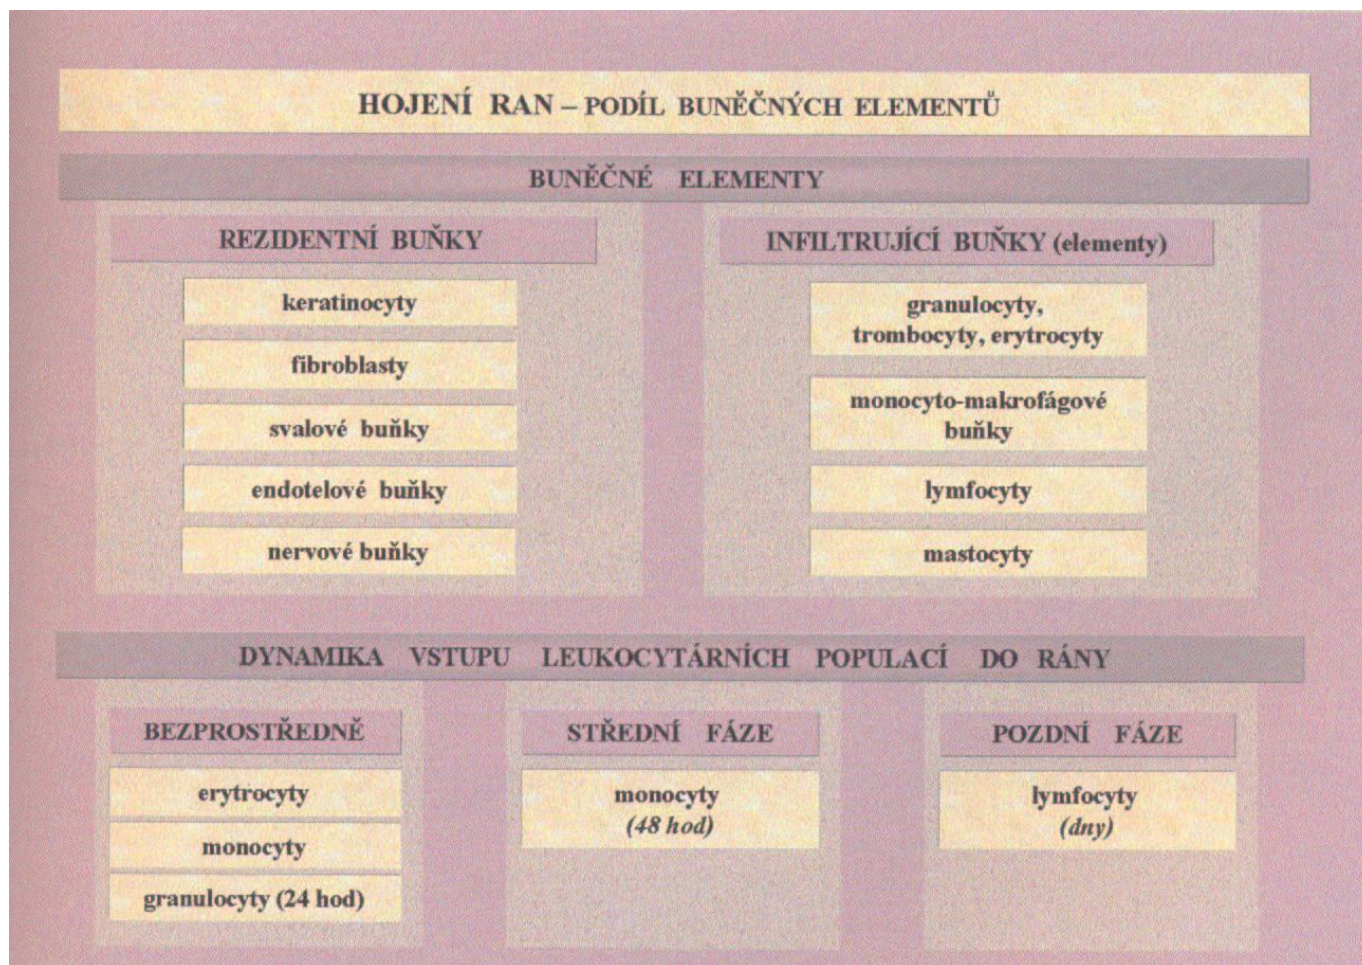 HOJENÍ RAN – PODÍL BUNĚČNÝCH ELEMENTŮ
BUNĚČNÉ ELEMENTY
REZIDENTNÍ BUŇKY
keratinocyty
fibroblasty
svalové buňky
endotelové buňky
nervové buňky
INFILTRUJÍCÍ BUŇKY (elementy)
granulocyty,
trombocyty, erytrocyty
monocyto-makrofágové
buňky
lymfocyty
mastocyty
DYNAMIKA VSTUPU LEUKOCYTÁRNÍCH POPULACÍ DO RÁNY
BEZPROSTŘEDNĚ
erytrocyty
monocyty
granulocyty (24 hod)
STŘEDNÍ FÁZE
monocyty
(48 hod)
POZDNÍ FÁZE
lymfocyty
(dny)